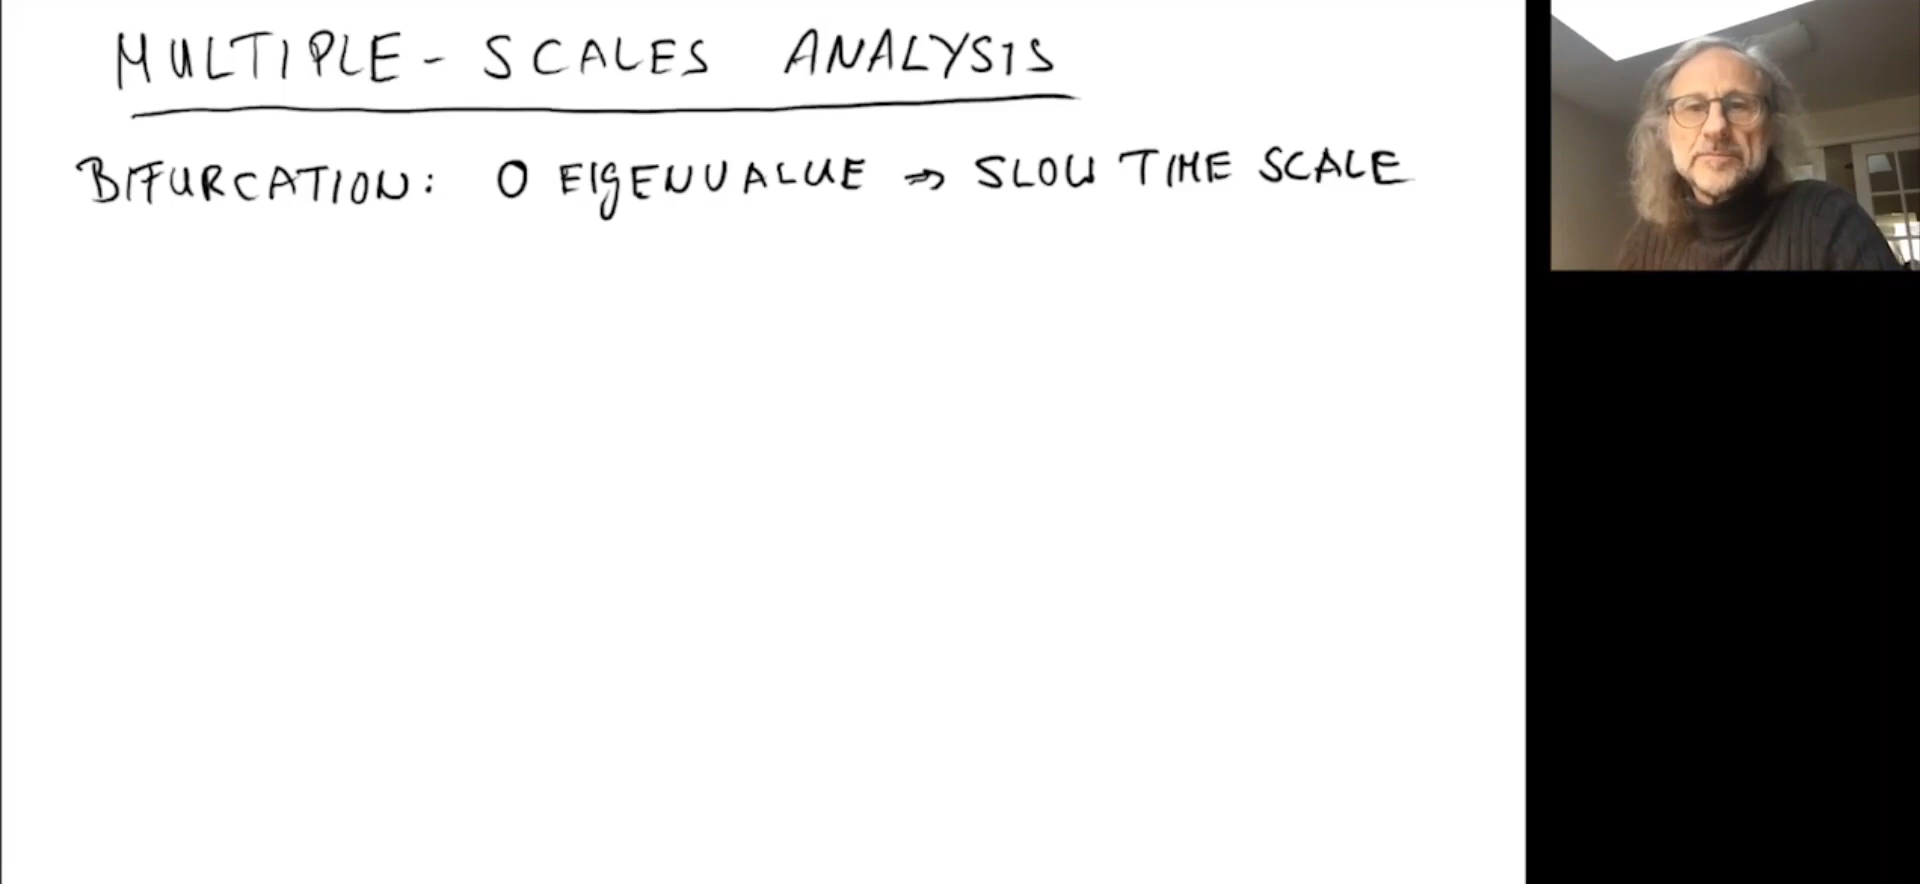 MULTIPLE - SCALES ANALYSIS
BIFURCATION: 0 EIGENVALUE ⇒ SLOW TIME SCALE